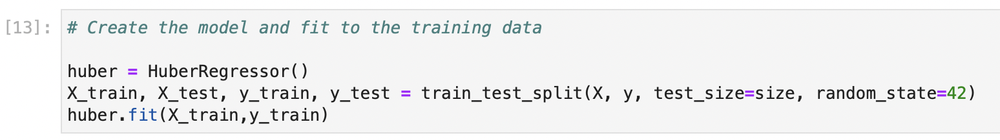 [13]: # Create the model and fit to the training data
huber = HuberRegressor()
X_train, X_test, y_train, y_test = train_test_split(X, y, test_size=size, random_state=42)
huber.fit(X_train,y_train)